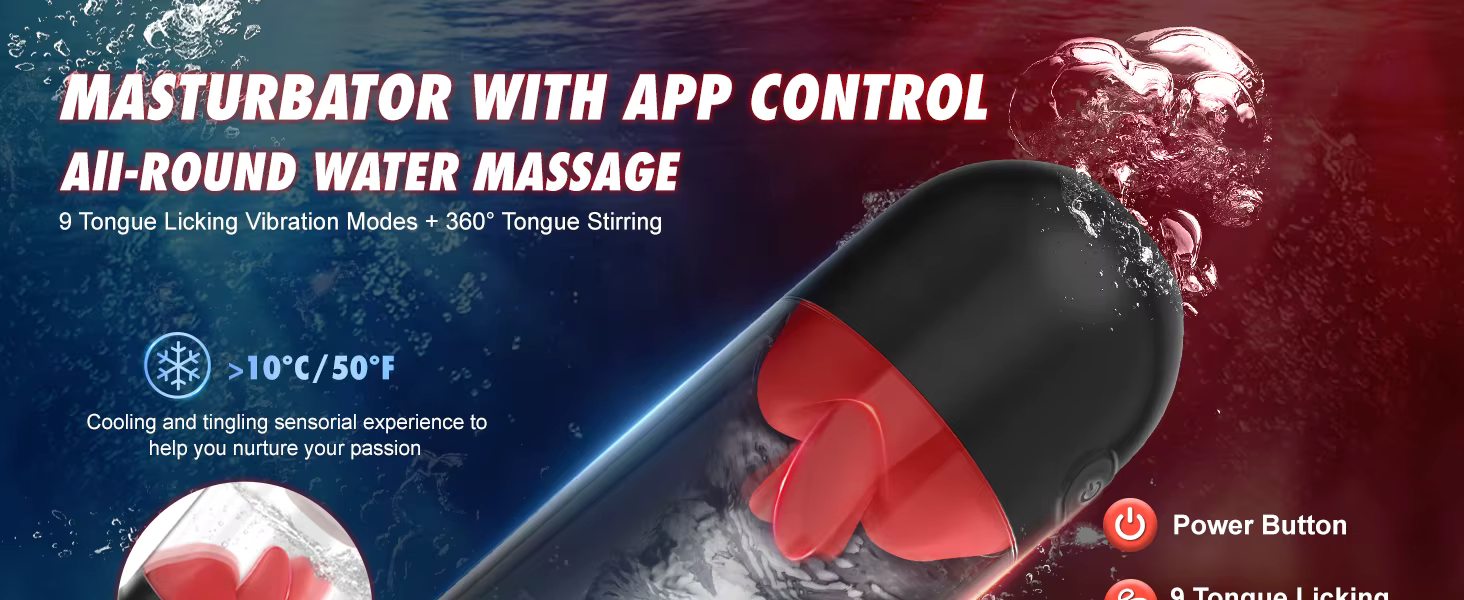 MASTURBATOR WITH APP CONTROL
All-ROUND WATER MASSAGE
9 Tongue Licking Vibration Modes + 360° Tongue Stirring
>10°C/50°F
Cooling and tingling sensorial experience to
help you nurture your passion
Power Button
9 Tongue Licking